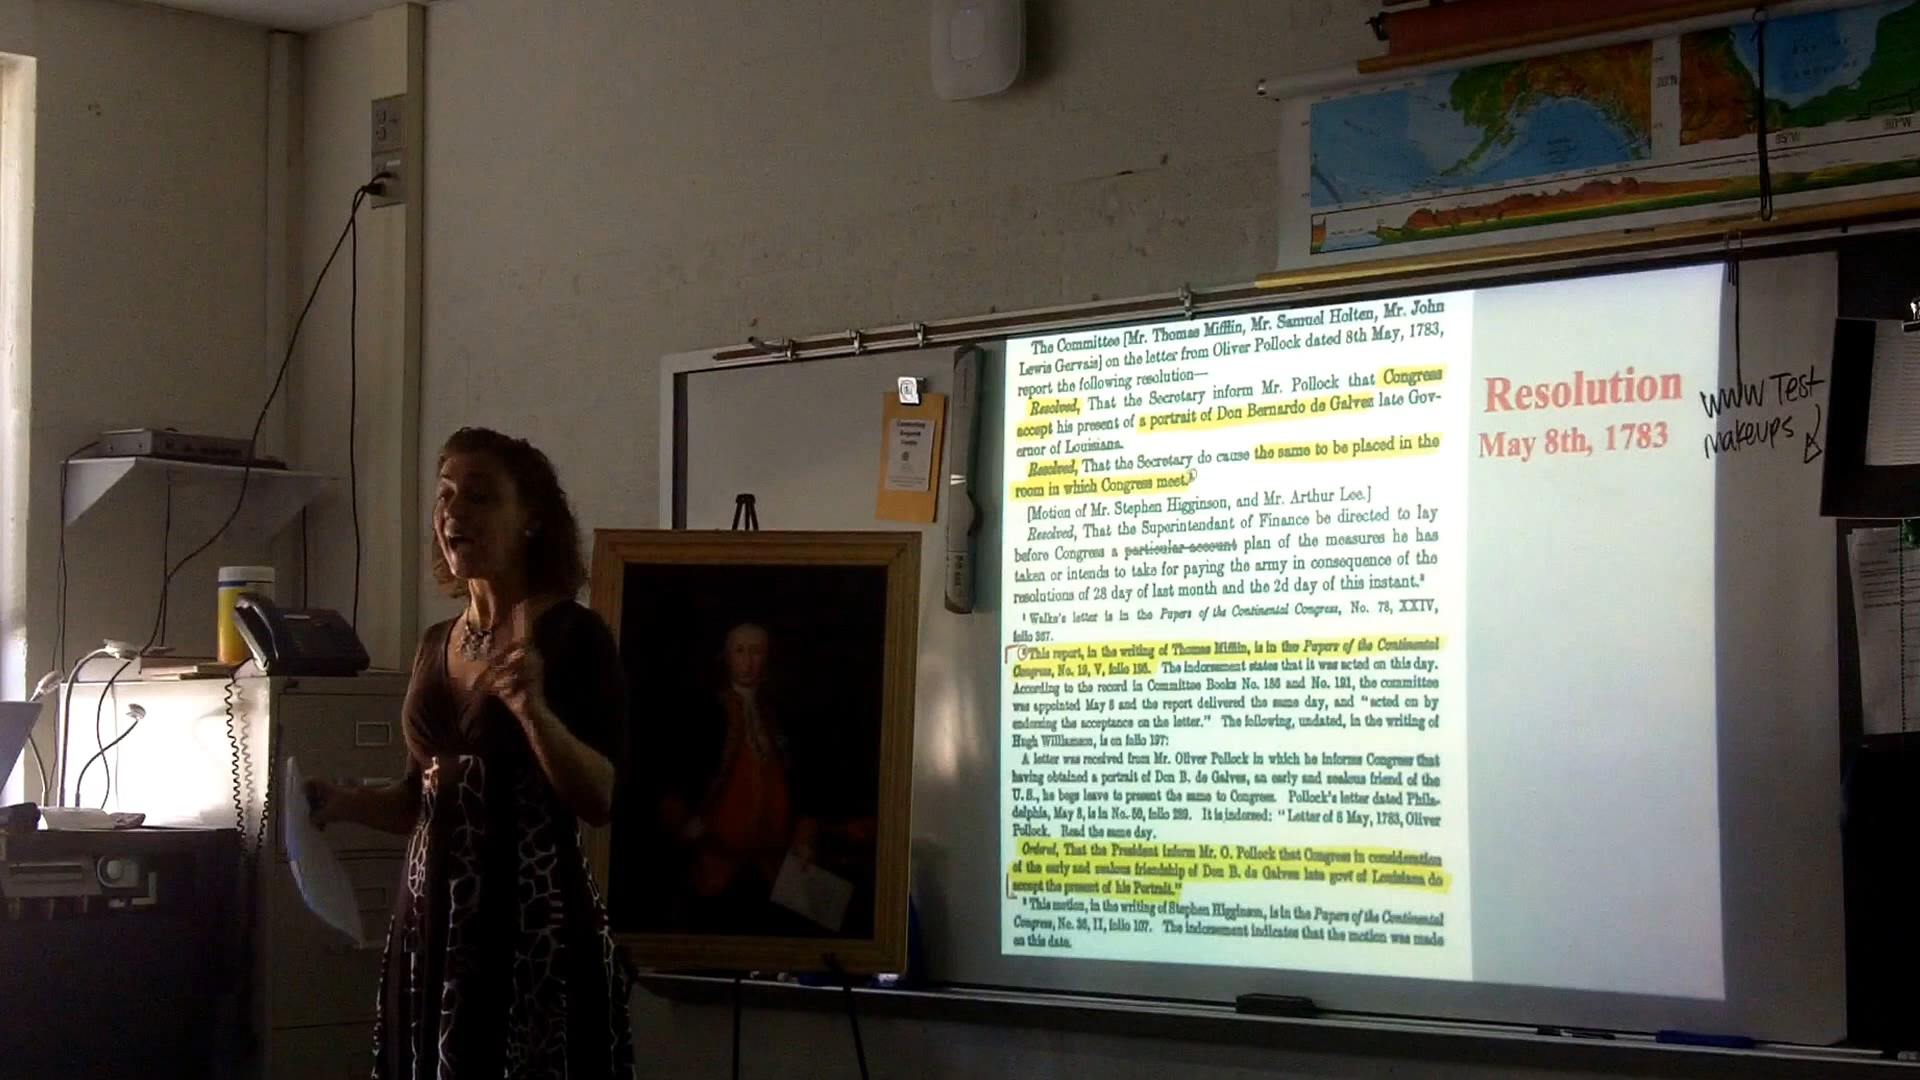 The Committee [Mr. Thomas Mifflin, Mr. Samuel Holten, Mr. John
Lewis Gervais] on the letter from Oliver Pollock dated 8th May, 1783,
report the following resolution—
Resolved, That the Secretary inform Mr. Pollock that Congress
accept his present of a portrait of Don Bernardo de Galvez late Gov-
ernor of Louisiana.
Resolved, That the Secretary do cause the same to be placed in the
room in which Congress meet.
[Motion of Mr. Stephen Higginson, and Mr. Arthur Lee.]
Resolved, That the Superintendant of Finance be directed to lay
before Congress a particular account plan of the measures he has
taken or intends to take for paying the army in consequence of the
resolutions of 28 day of last month and the 2d day of this instant.³
¹ Walke's letter is in the Papers of the Continental Congress, No. 78, XXIV,
folio 367.
This report, in the writing of Thomas Mifflin, is in the Papers of the Continental
Congress, No. 19, V, folio 195. The indorsement states that it was acted on this day.
According to the record in Committee Books No. 186 and No. 191, the committee
was appointed May 8 and the report delivered the same day, and "acted on by
endorsing the acceptance on the letter." The following, undated, in the writing of
Hugh Williamson, is on folio 197:
A letter was received from Mr. Oliver Pollock in which he informs Congress that
having obtained a portrait of Don B. de Galves, an early and zealous friend of the
U.S., he begs leave to present the same to Congress. Pollock's letter dated Phila-
delphia, May 8, is in No. 50, folio 289. It is indorsed: "Letter of 8 May, 1783, Oliver
Pollock. Read the same day.
Ordered, That the President inform Mr. O. Pollock that Congress in consideration
of the early and zealous friendship of Don B. de Galves late govt of Louisiana do
accept the present of his Portrait."
³ This motion, in the writing of Stephen Higginson, is in the Papers of the Continental
Congress, No. 36, II, folio 107. The indorsement indicates that the motion was made
on this date.
Resolution
May 8th, 1783
WWW Test
makeups
85°W
80°W